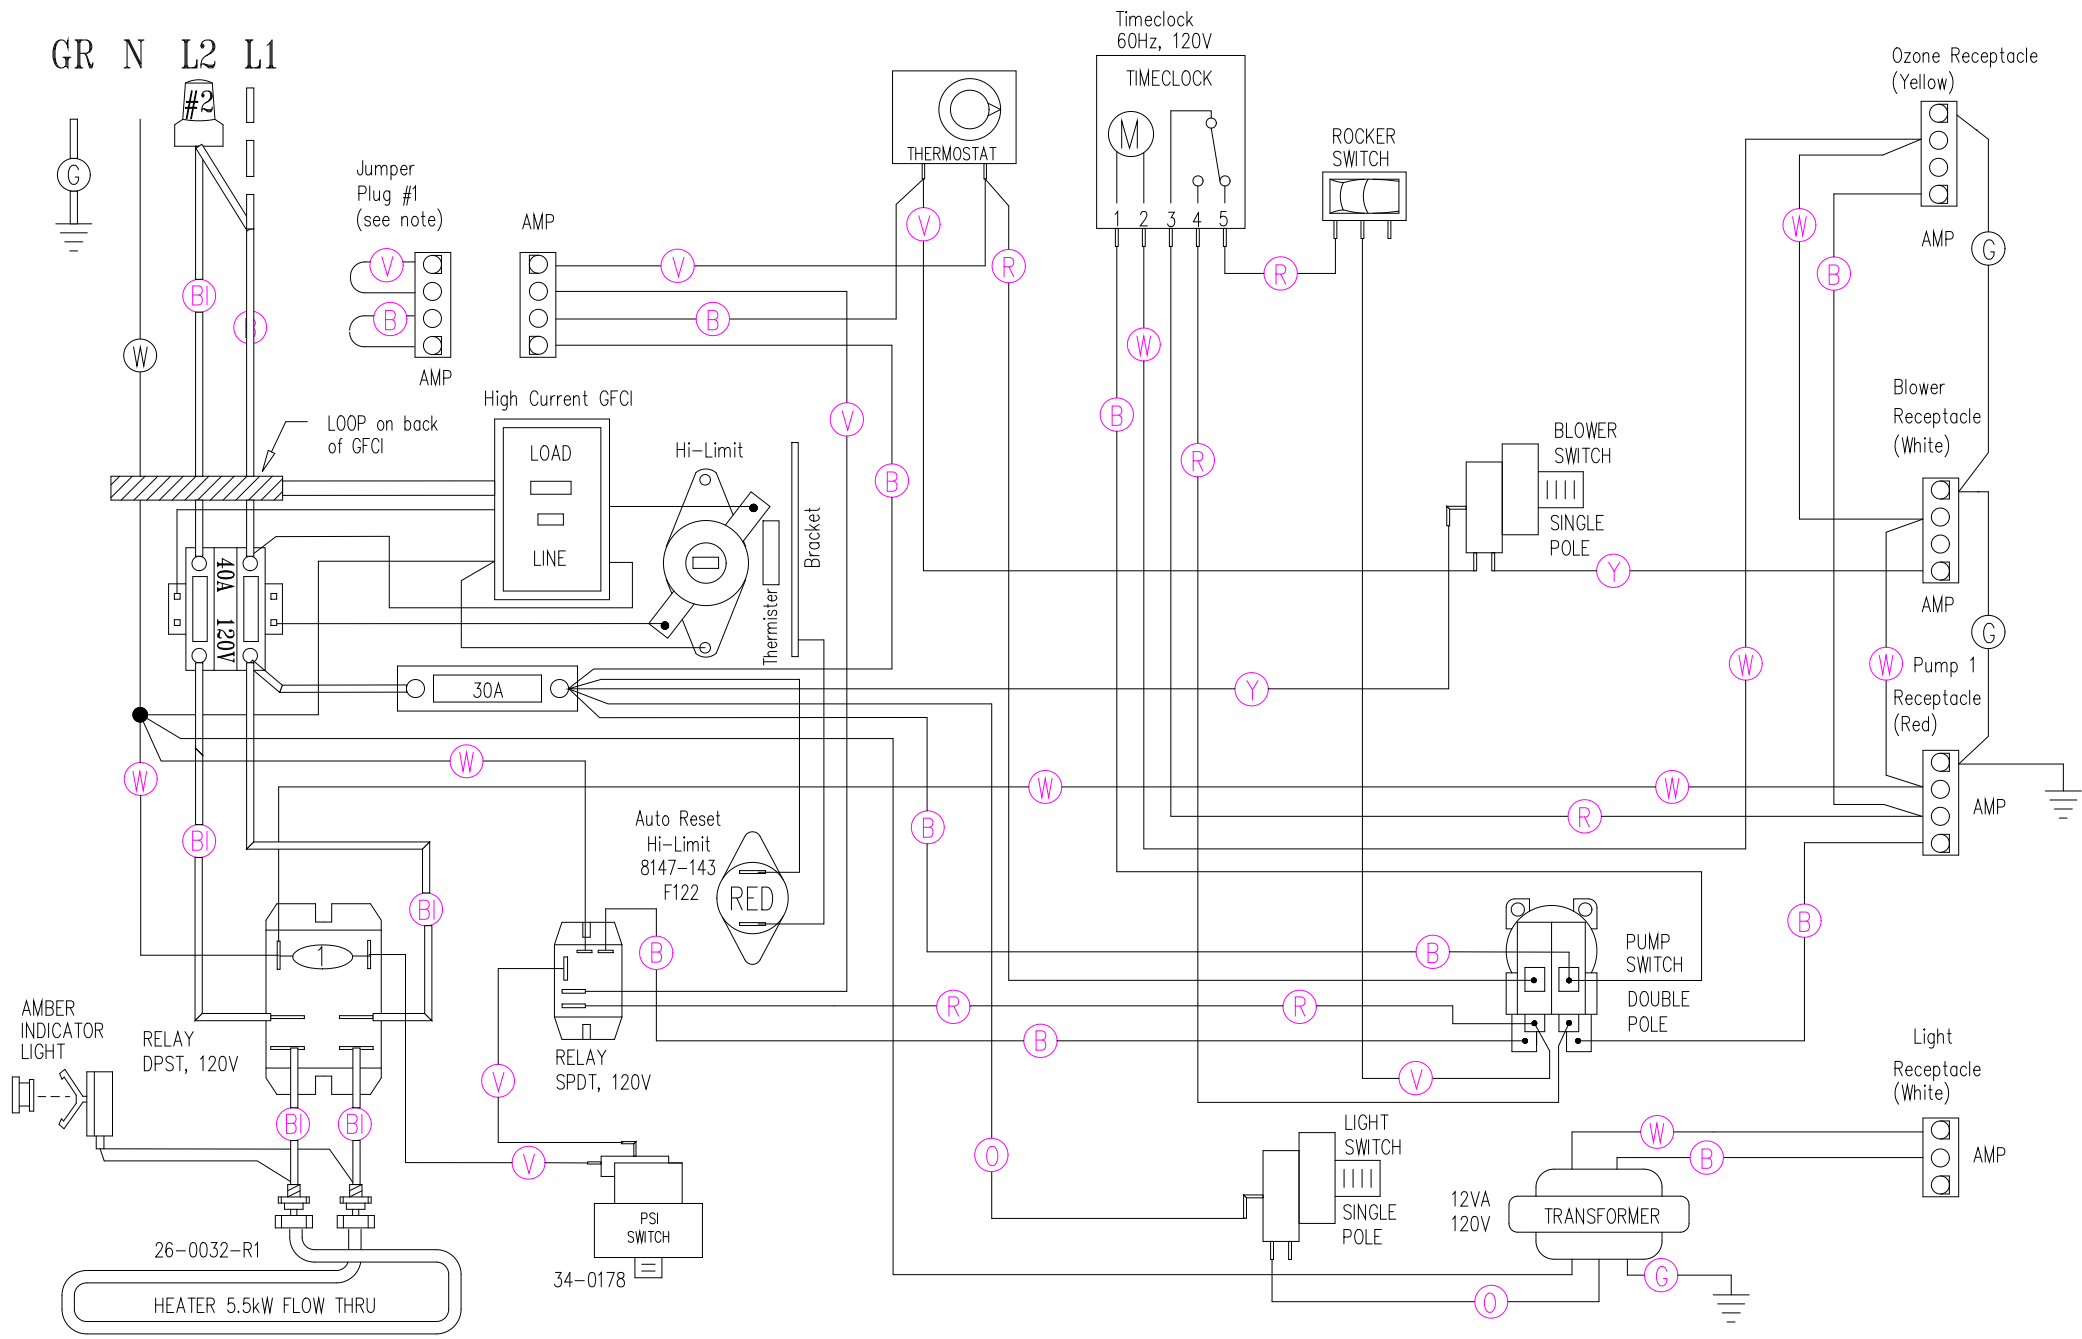 GR N L2 L1
#2
G
W
Bl
B
Jumper
Plug #1
(see note)
V
B
AMP
AMP
V
B
V
THERMOSTAT
V
R
Timeclock
60Hz, 120V
TIMECLOCK
M
1 2 3 4 5
R
ROCKER
SWITCH
W
B
R
Ozone Receptacle
(Yellow)
AMP
W
B
G
LOOP on back
of GFCI
High Current GFCI
LOAD
LINE
Hi-Limit
Thermister
Bracket
B
BLOWER
SWITCH
SINGLE
POLE
Y
Blower
Receptacle
(White)
AMP
G
40A 120V
30A
Y
W
W
Pump 1
Receptacle
(Red)
AMP
W
W
W
W
R
B
Bl
Bl
Auto Reset
Hi-Limit
8147-143
F122
RED
1
RELAY
DPST, 120V
AMBER
INDICATOR
LIGHT
RELAY
SPDT, 120V
B
R
R
B
B
B
PUMP
SWITCH
DOUBLE
POLE
V
V
V
Bl
Bl
O
PSI
SWITCH
34-0178
26-0032-R1
HEATER 5.5kW FLOW THRU
LIGHT
SWITCH
SINGLE
POLE
O
W
B
12VA
120V
TRANSFORMER
G
Light
Receptacle
(White)
AMP